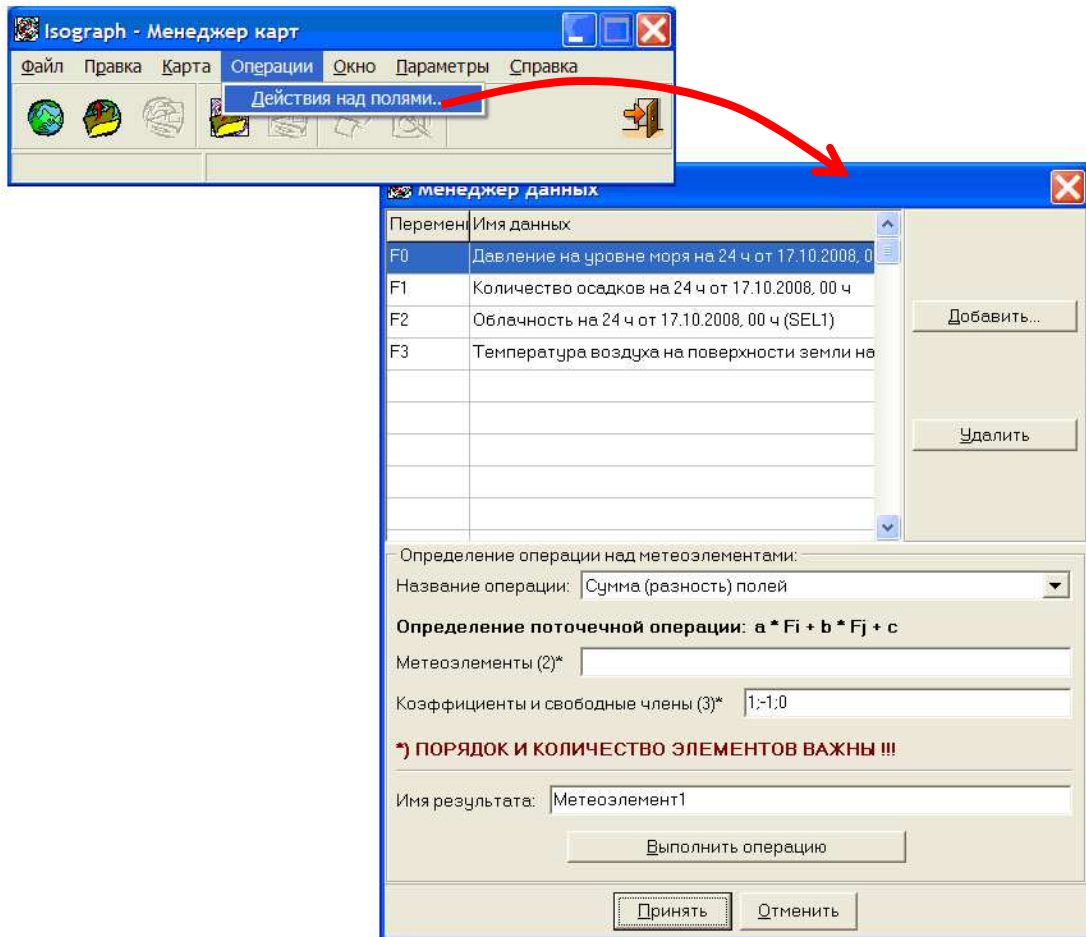 Isograph - Менеджер карт
Файл Правка Карта Операции Окно Параметры Справка
Действия над полями...
Менеджер данных
Перемен Имя данных
F0 Давление на уровне моря на 24 ч от 17.10.2008, 0
F1 Количество осадков на 24 ч от 17.10.2008, 00 ч
F2 Облачность на 24 ч от 17.10.2008, 00 ч (SEL1)
F3 Температура воздуха на поверхности земли на
Добавить...
Удалить
Определение операции над метеоэлементами:
Название операции: Сумма (разность) полей
Определение поточечной операции: a * Fi + b * Fj + c
Метеоэлементы (2)*
Коэффициенты и свободные члены (3)* 1;-1;0
*) ПОРЯДОК И КОЛИЧЕСТВО ЭЛЕМЕНТОВ ВАЖНЫ !!!
Имя результата: Метеоэлемент1
Выполнить операцию
Принять Отменить